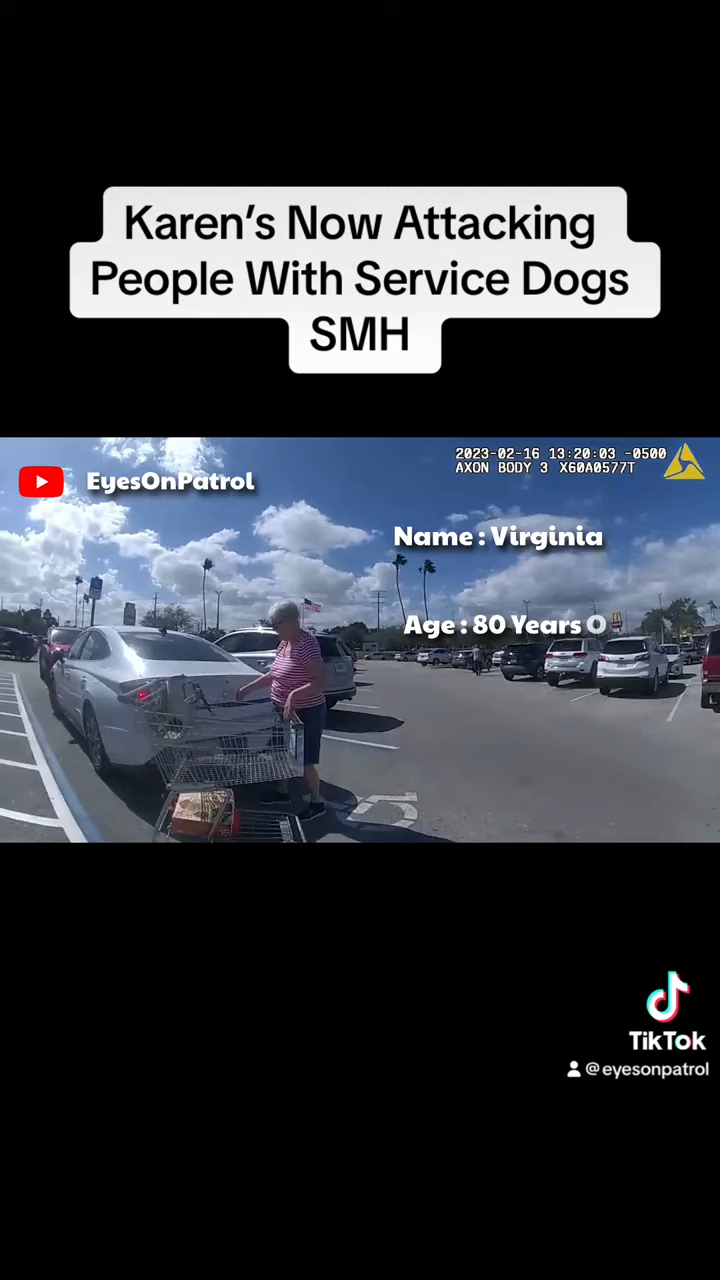 Karen's Now Attacking
People With Service Dogs
SMH
EyesOnPatrol
2023-02-16 13:20:03 -0500
AXON BODY 3 X60A0577T
Name : Virginia
Age : 80 Years O
TikTok
@eyesonpatrol